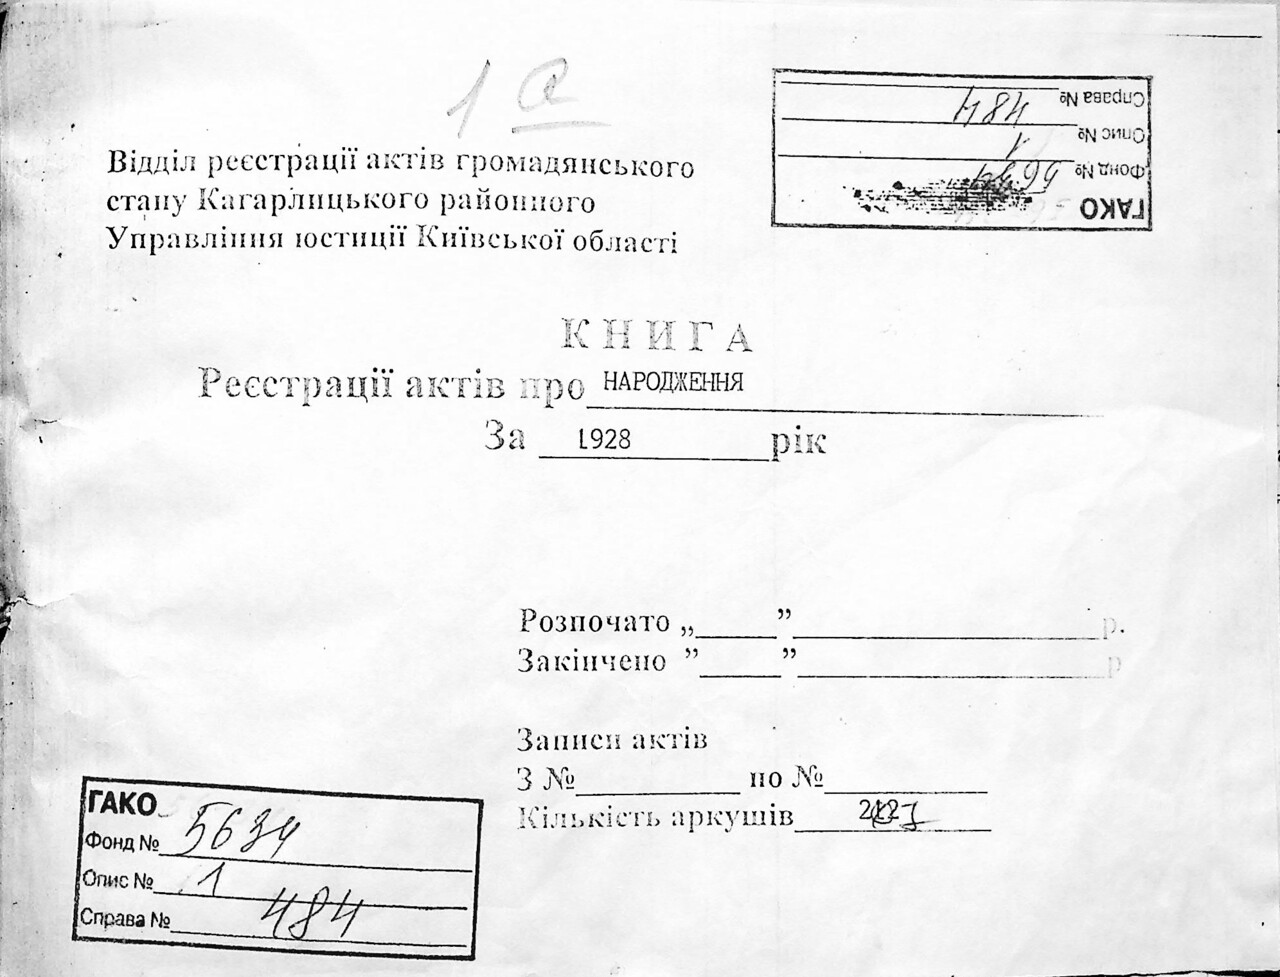 1 а
Справа № 484
Опис № 1
Фонд № 5634
ГАКО
Відділ реєстрації актів громадянського
стану Кагарлицького районного
Управління юстиції Київської області
КНИГА
Реєстрації актів про НАРОДЖЕННЯ
За 1928 рік
Розпочато „ ” р.
Закінчено ” ” р
Записи актів
З № по №
Кількість аркушів
ГАКО
Фонд № 5634
Опис № 1
Справа № 484